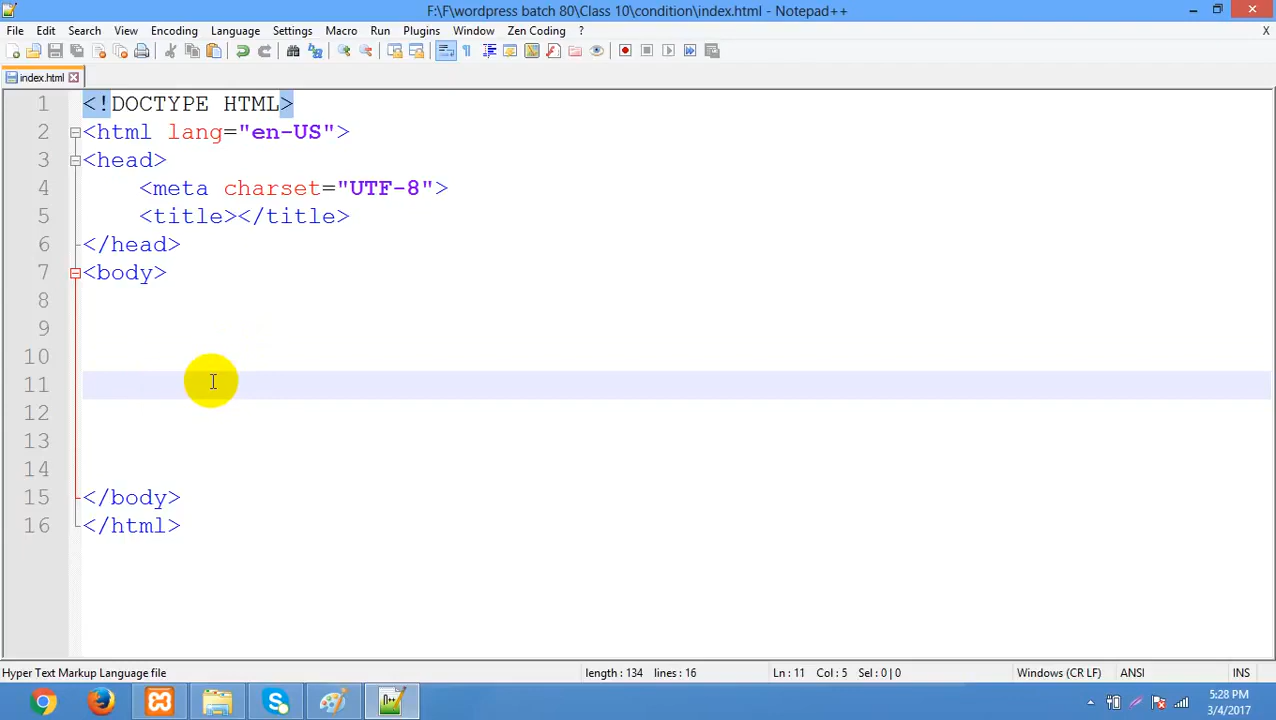 F:\F\wordpress batch 80\Class 10\condition\index.html - Notepad++
File Edit Search View Encoding Language Settings Macro Run Plugins Window Zen Coding ? X
index.html
1 <!DOCTYPE HTML>
2 <html lang="en-US">
3 <head>
4 <meta charset="UTF-8">
5 <title></title>
6 </head>
7 <body>
8
9
10
11
12
13
14
15 </body>
16 </html>
Hyper Text Markup Language file length : 134 lines : 16 Ln : 11 Col : 5 Sel : 0 | 0 Windows (CR LF) ANSI INS
5:28 PM
3/4/2017